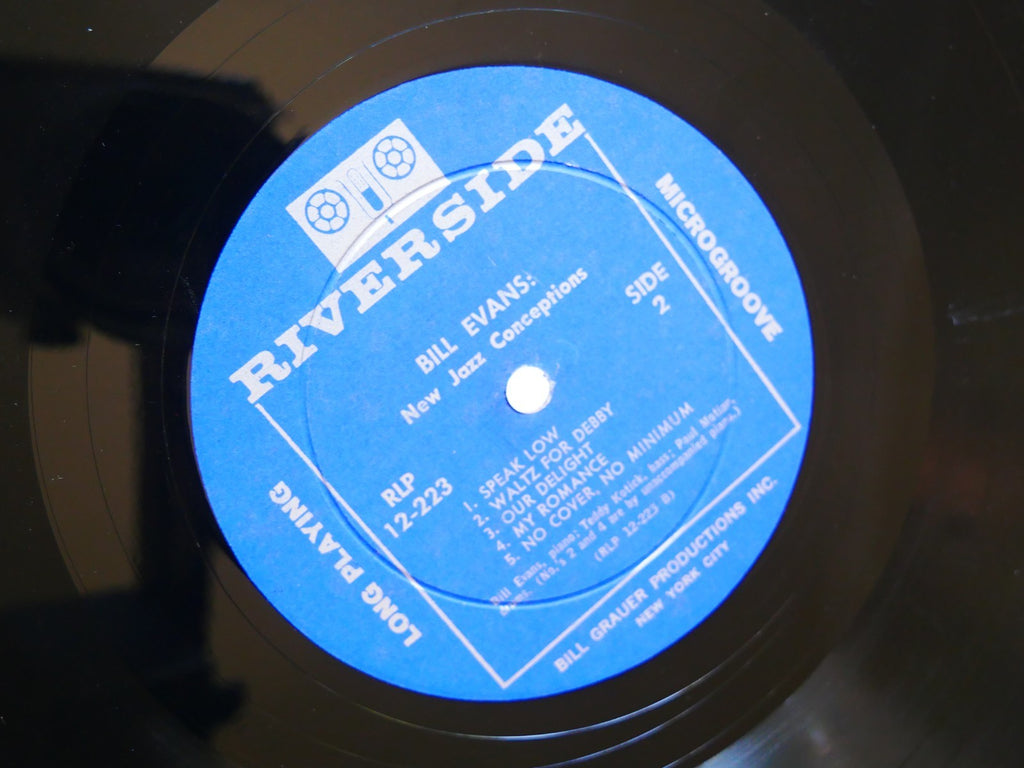 RIVERSIDE
BILL EVANS:
New Jazz Conceptions
SIDE
2
MICROGROOVE
LONG PLAYING
RLP
12-223
1. SPEAK LOW
2. WALTZ FOR DEBBY
3. OUR DELIGHT
4. MY ROMANCE
5. NO COVER, NO MINIMUM
Bill Evans, piano; Teddy Kotick, bass; Paul Motian,
drums. (No.s 2 and 4 are by unaccompanied piano.)
(RLP 12-223 B)
BILL GRAUER PRODUCTIONS INC.
NEW YORK CITY